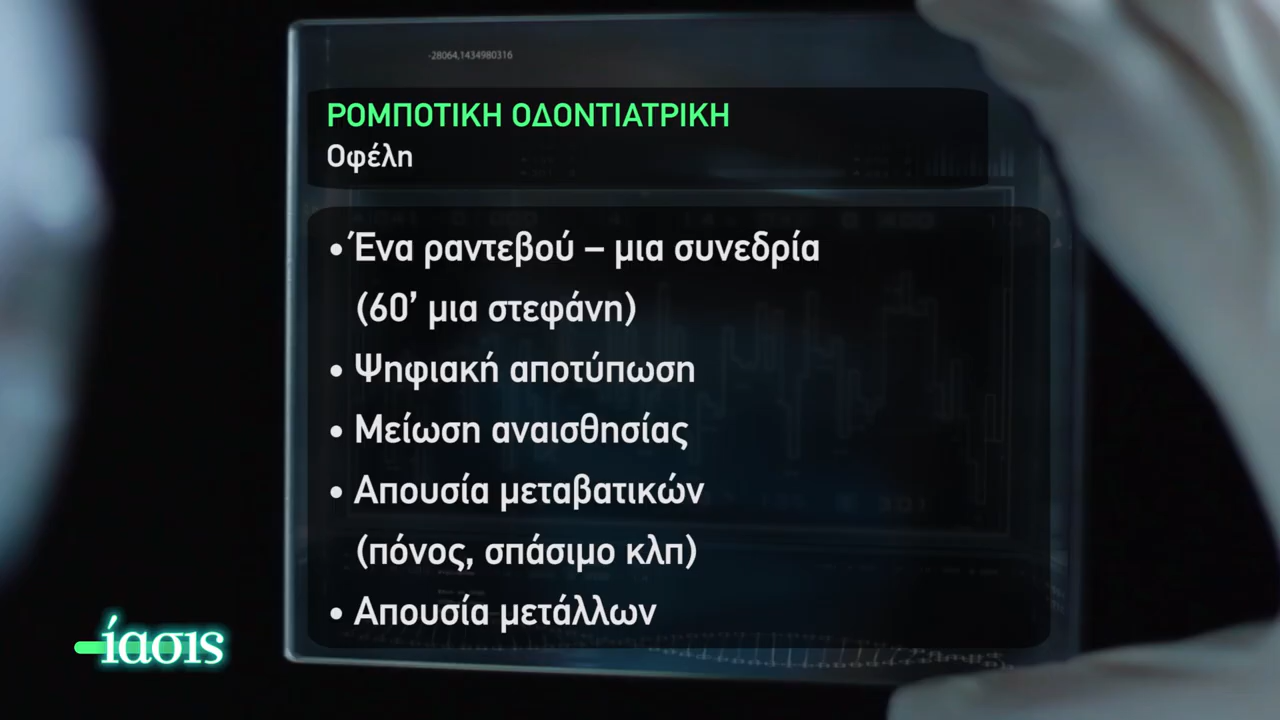 -28064,1434980316
ΡΟΜΠΟΤΙΚΗ ΟΔΟΝΤΙΑΤΡΙΚΗ
Οφέλη
• Ένα ραντεβού – μια συνεδρία
(60’ μια στεφάνη)
• Ψηφιακή αποτύπωση
• Μείωση αναισθησίας
• Απουσία μεταβατικών
(πόνος, σπάσιμο κλπ)
• Απουσία μετάλλων
ίασις